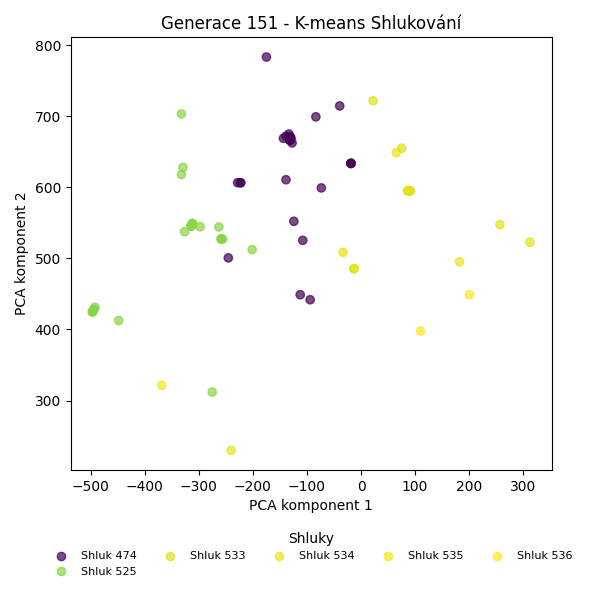 Generace 151 - K-means Shlukování
800
700
600
500
400
300
PCA komponent 2
−500 −400 −300 −200 −100 0 100 200 300
PCA komponent 1
Shluky
Shluk 474 Shluk 533 Shluk 534 Shluk 535 Shluk 536
Shluk 525